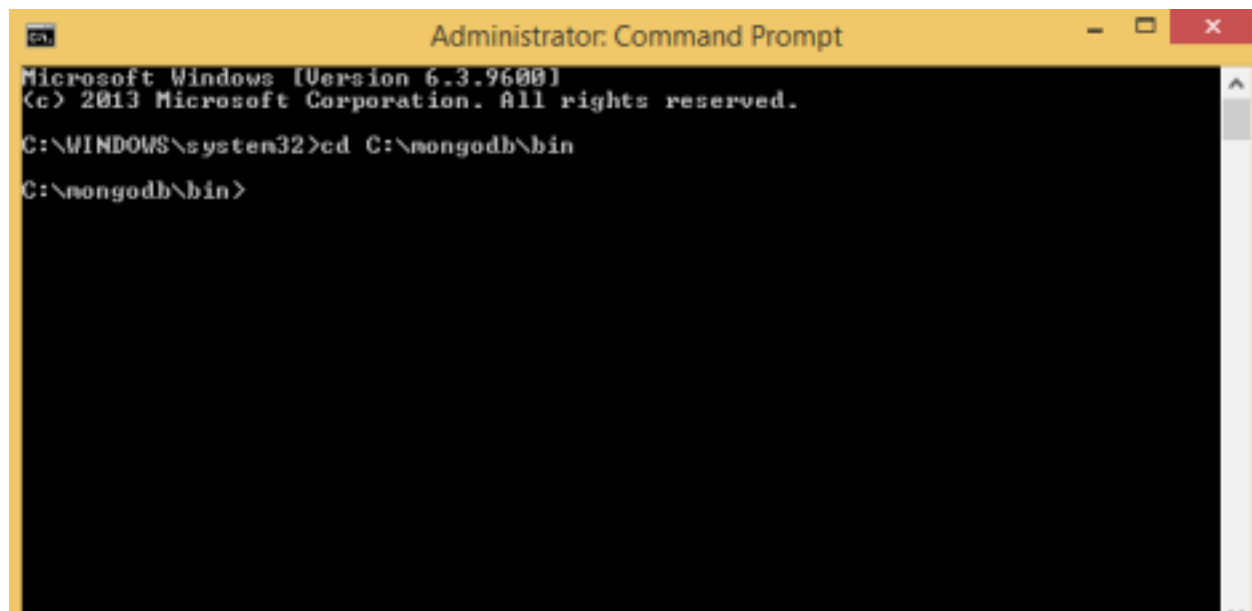 Administrator: Command Prompt
Microsoft Windows [Version 6.3.9600]
(c) 2013 Microsoft Corporation. All rights reserved.
C:\WINDOWS\system32>cd C:\mongodb\bin
C:\mongodb\bin>